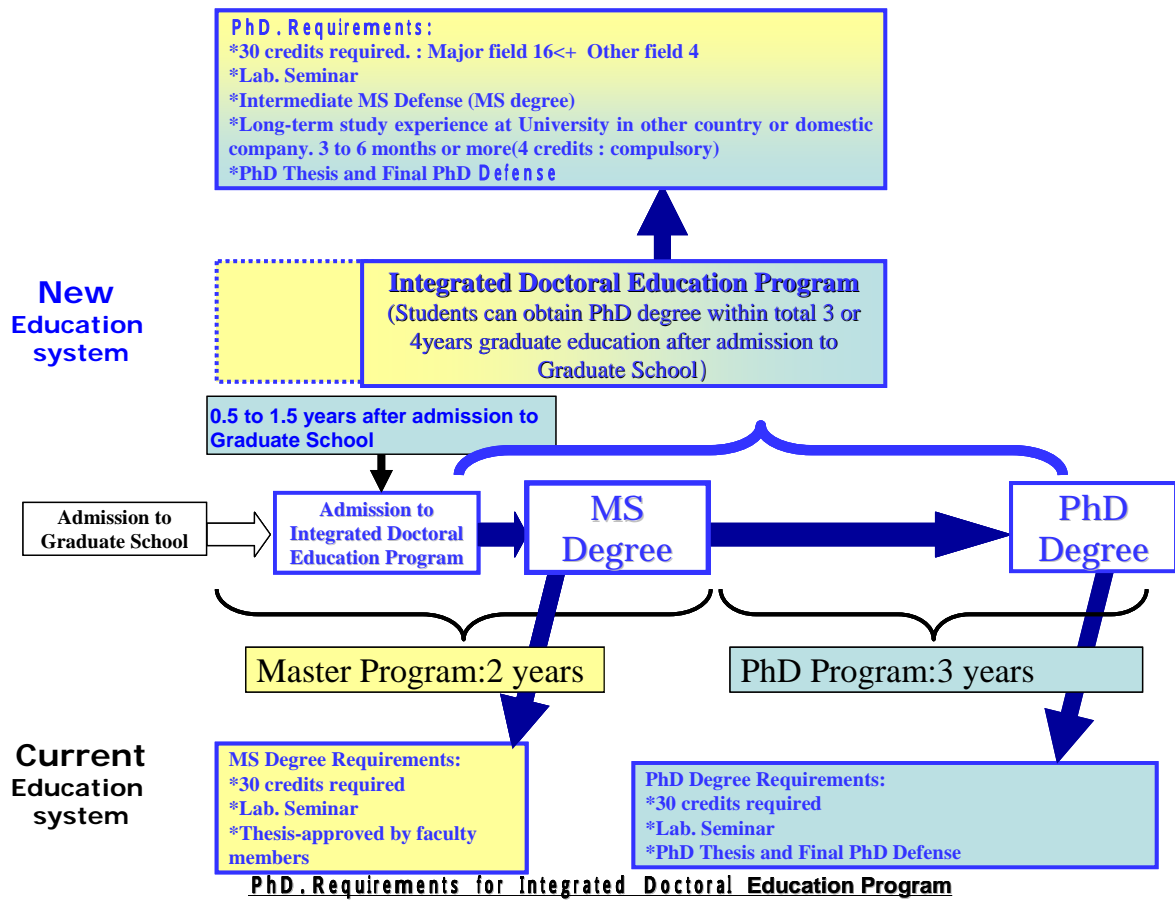 PhD.Requirements:
*30 credits required. : Major field 16<+ Other field 4
*Lab. Seminar
*Intermediate MS Defense (MS degree)
*Long-term study experience at University in other country or domestic
company. 3 to 6 months or more(4 credits : compulsory)
*PhD Thesis and Final PhD Defense
New
Education
system
Integrated Doctoral Education Program
(Students can obtain PhD degree within total 3 or
4years graduate education after admission to
Graduate School)
0.5 to 1.5 years after admission to
Graduate School
Admission to
Graduate School
Admission to
Integrated Doctoral
Education Program
MS
Degree
PhD
Degree
Master Program:2 years
PhD Program:3 years
Current
Education
system
MS Degree Requirements:
*30 credits required
*Lab. Seminar
*Thesis-approved by faculty
members
PhD Degree Requirements:
*30 credits required
*Lab. Seminar
*PhD Thesis and Final PhD Defense
PhD.Requirements for Integrated Doctoral Education Program